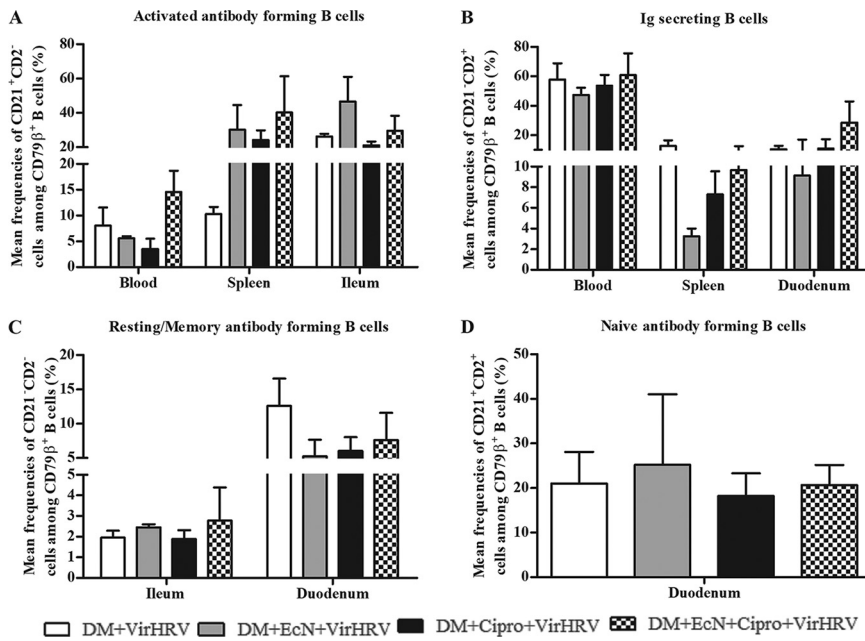 A
Activated antibody forming B cells
Mean frequencies of CD21⁺CD2⁻
cells among CD79β⁺ B cells (%)
80
60
40
20
15
10
5
0
Blood
Spleen
Ileum
B
Ig secreting B cells
Mean frequencies of CD21⁻CD2⁺
cells among CD79β⁺ B cells (%)
80
60
40
20
10
8
6
4
2
0
Blood
Spleen
Duodenum
C
Resting/Memory antibody forming B cells
Mean frequencies of CD21⁻CD2⁻
cells among CD79β⁺ B cells (%)
20
15
10
5
4
3
2
1
0
Ileum
Duodenum
D
Naive antibody forming B cells
Mean frequencies of CD21⁺CD2⁺
cells among CD79β⁺ B cells (%)
50
40
30
20
10
0
Duodenum
DM+VirHRV
DM+EcN+VirHRV
DM+Cipro+VirHRV
DM+EcN+Cipro+VirHRV